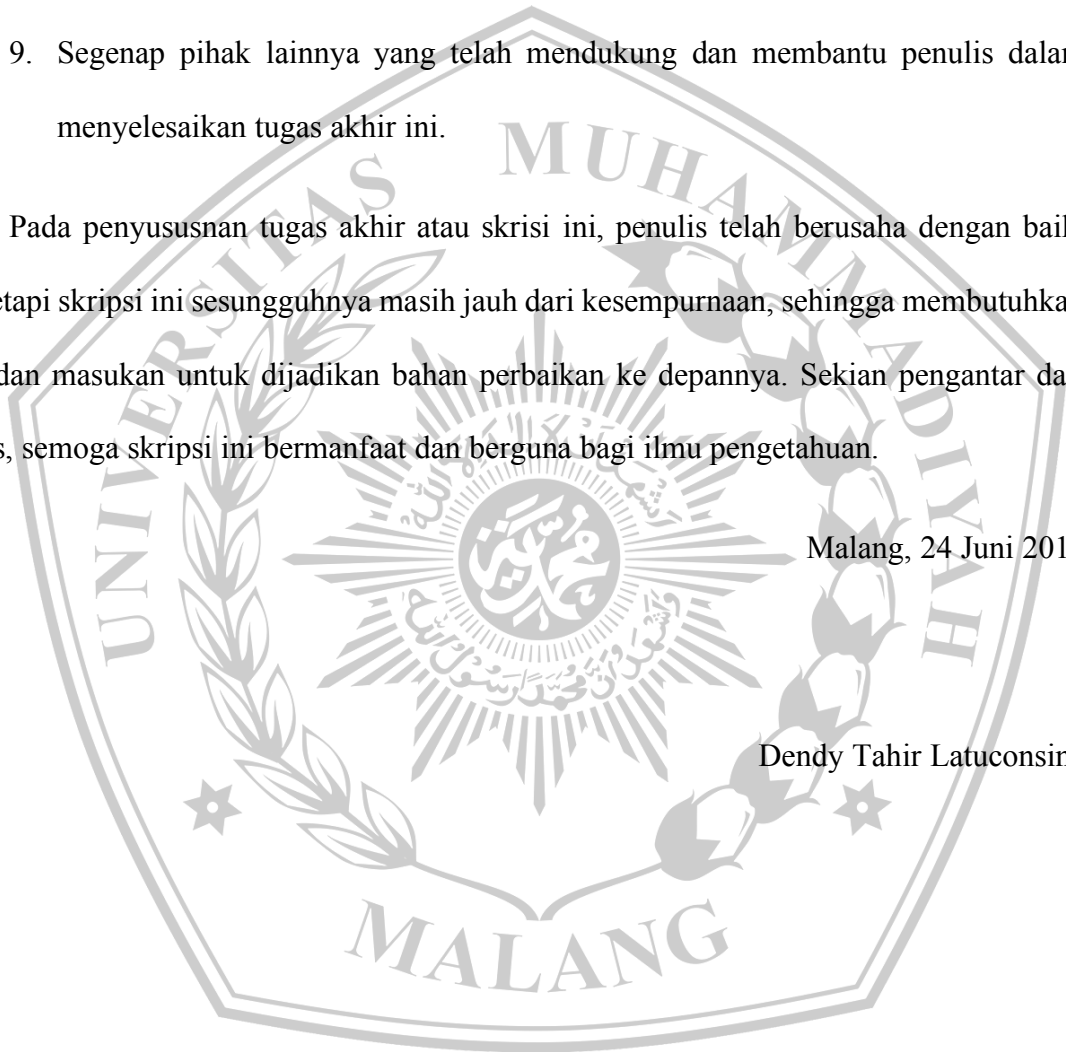 9. Segenap pihak lainnya yang telah mendukung dan membantu penulis dalam
menyelesaikan tugas akhir ini.
Pada penyususnan tugas akhir atau skrisi ini, penulis telah berusaha dengan baik
etapi skripsi ini sesungguhnya masih jauh dari kesempurnaan, sehingga membutuhka
dan masukan untuk dijadikan bahan perbaikan ke depannya. Sekian pengantar da
s, semoga skripsi ini bermanfaat dan berguna bagi ilmu pengetahuan.
Malang, 24 Juni 201
Dendy Tahir Latuconsin
UNIVERSITAS MUHAMMADIYAH
MALANG